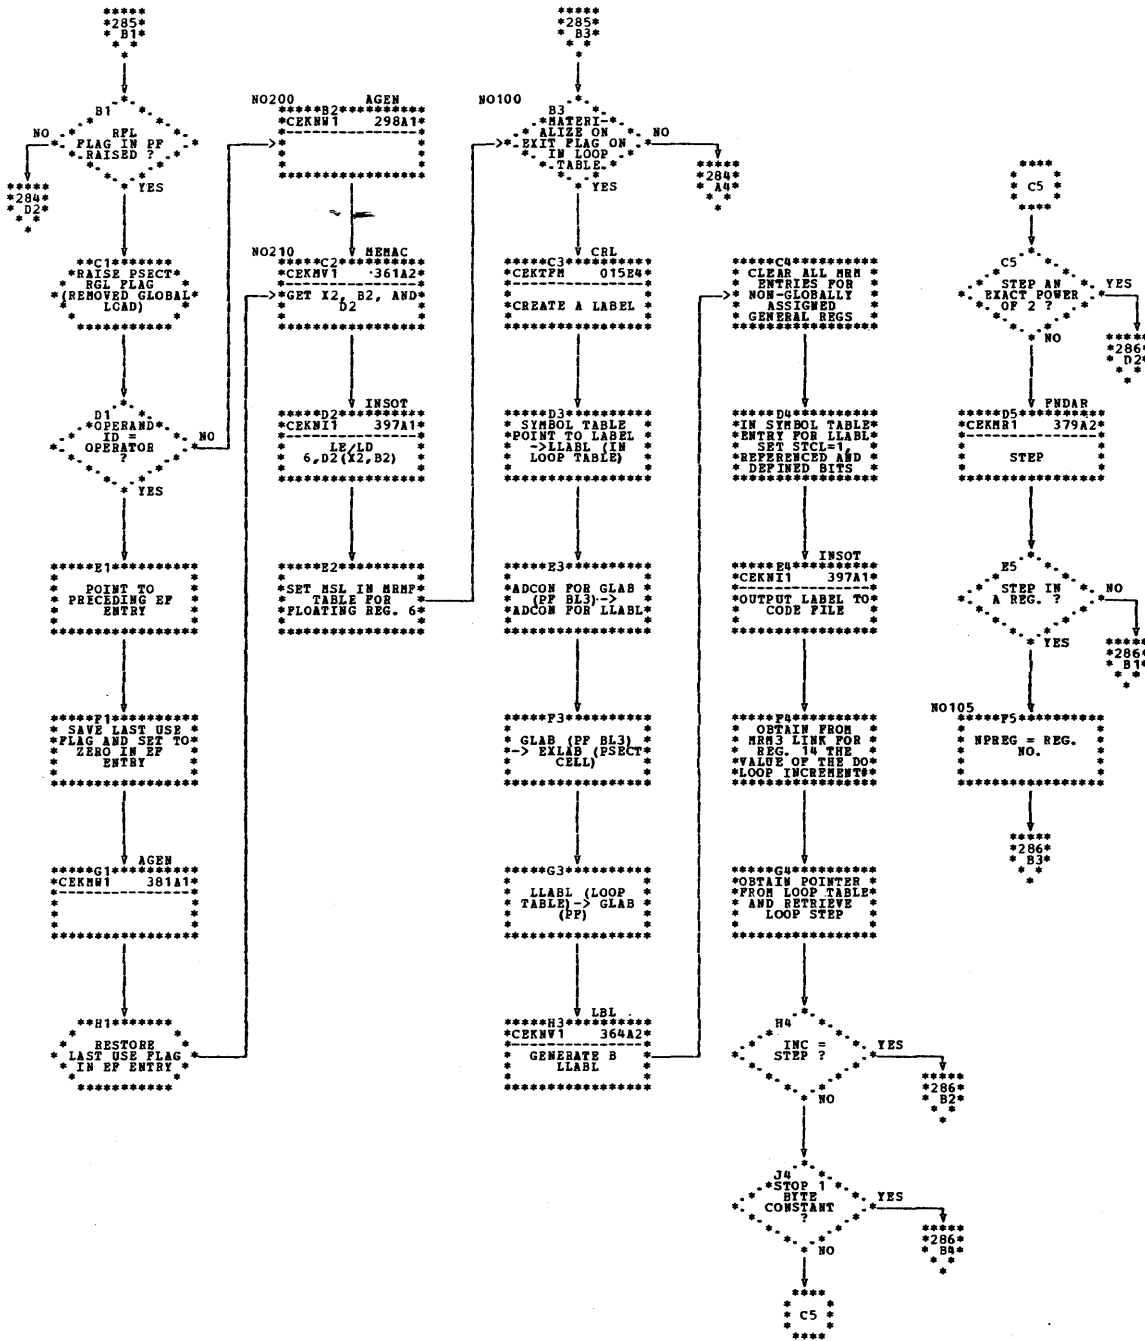 *285*
B1*
B1
RFL
FLAG IN PF
RAISED ?
NO
YES
*284*
D2*
C1
RAISE PSECT
RGL FLAG
(REMOVED GLOBAL
LOAD)
D1
OPERAND
ID =
OPERATOR
?
NO
YES
E1
POINT TO
PRECEDING EF
ENTRY
F1
SAVE LAST USE
FLAG AND SET TO
ZERO IN EF
ENTRY
AGEN
G1
CEKMW1 381A1
H1
RESTORE
LAST USE FLAG
IN EF ENTRY
NO200 AGEN
B2
CEKNW1 298A1
NO210 MEMAC
C2
CEKMV1 361A2
GET X2, B2, AND
D2
INSOT
D2
CEKNI1 397A1
LE/LD
6,D2(X2,B2)
E2
SET MSL IN MRMP
TABLE FOR
FLOATING REG. 6
*285*
B3*
NO100
B3
MATERI-
ALIZE ON
EXIT FLAG ON
IN LOOP
TABLE
NO
YES
*284*
A4*
CRL
C3
CEKTFM 015E4
CREATE A LABEL
D3
SYMBOL TABLE
POINT TO LABEL
->LLABL (IN
LOOP TABLE)
E3
ADCON FOR GLAB
(PF BL3)->
ADCON FOR LLABL
F3
GLAB (PF BL3)
-> EXLAB (PSECT
CELL)
G3
LLABL (LOOP
TABLE)-> GLAB
(PF)
LBL
H3
CEKNV1 364A2
GENERATE B
LLABL
C4
CLEAR ALL MRM
ENTRIES FOR
NON-GLOBALLY
ASSIGNED
GENERAL REGS
D4
IN SYMBOL TABLE
ENTRY FOR LLABL
SET STCL=1,
REFERENCED AND
DEFINED BITS
INSOT
E4
CEKNI1 397A1
OUTPUT LABEL TO
CODE FILE
F4
OBTAIN FROM
MRM3 LINK FOR
REG. 14 THE
VALUE OF THE DO
LOOP INCREMENT#
G4
OBTAIN POINTER
FROM LOOP TABLE
AND RETRIEVE
LOOP STEP
H4
INC =
STEP ?
YES
NO
*286*
B2*
J4
STOP 1
BYTE
CONSTANT
?
YES
NO
*286*
B4*
C5
C5
C5
STEP AN
EXACT POWER
OF 2 ?
YES
NO
*286*
D2*
FNDAR
D5
CEKMR1 379A2
STEP
E5
STEP IN
A REG. ?
NO
YES
*286*
B1*
NO105
F5
NPREG = REG.
NO.
*286*
B3*